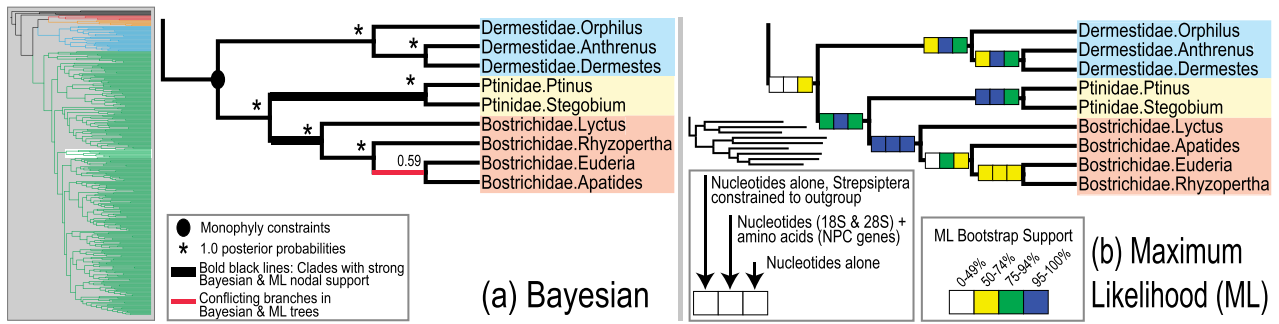 Dermestidae.Orphilus
Dermestidae.Anthrenus
Dermestidae.Dermestes
Ptinidae.Ptinus
Ptinidae.Stegobium
Bostrichidae.Lyctus
Bostrichidae.Rhyzopertha
Bostrichidae.Euderia
Bostrichidae.Apatides
*
*
*
*
*
*
0.59
Monophyly constraints
* 1.0 posterior probabilities
Bold black lines: Clades with strong
Bayesian & ML nodal support
Conflicting branches in
Bayesian & ML trees
(a) Bayesian
Dermestidae.Orphilus
Dermestidae.Anthrenus
Dermestidae.Dermestes
Ptinidae.Ptinus
Ptinidae.Stegobium
Bostrichidae.Lyctus
Bostrichidae.Apatides
Bostrichidae.Euderia
Bostrichidae.Rhyzopertha
Nucleotides alone, Strepsiptera
constrained to outgroup
Nucleotides (18S & 28S) +
amino acids (NPC genes)
Nucleotides alone
ML Bootstrap Support
0-49%
50-74%
75-94%
95-100%
(b) Maximum
Likelihood (ML)